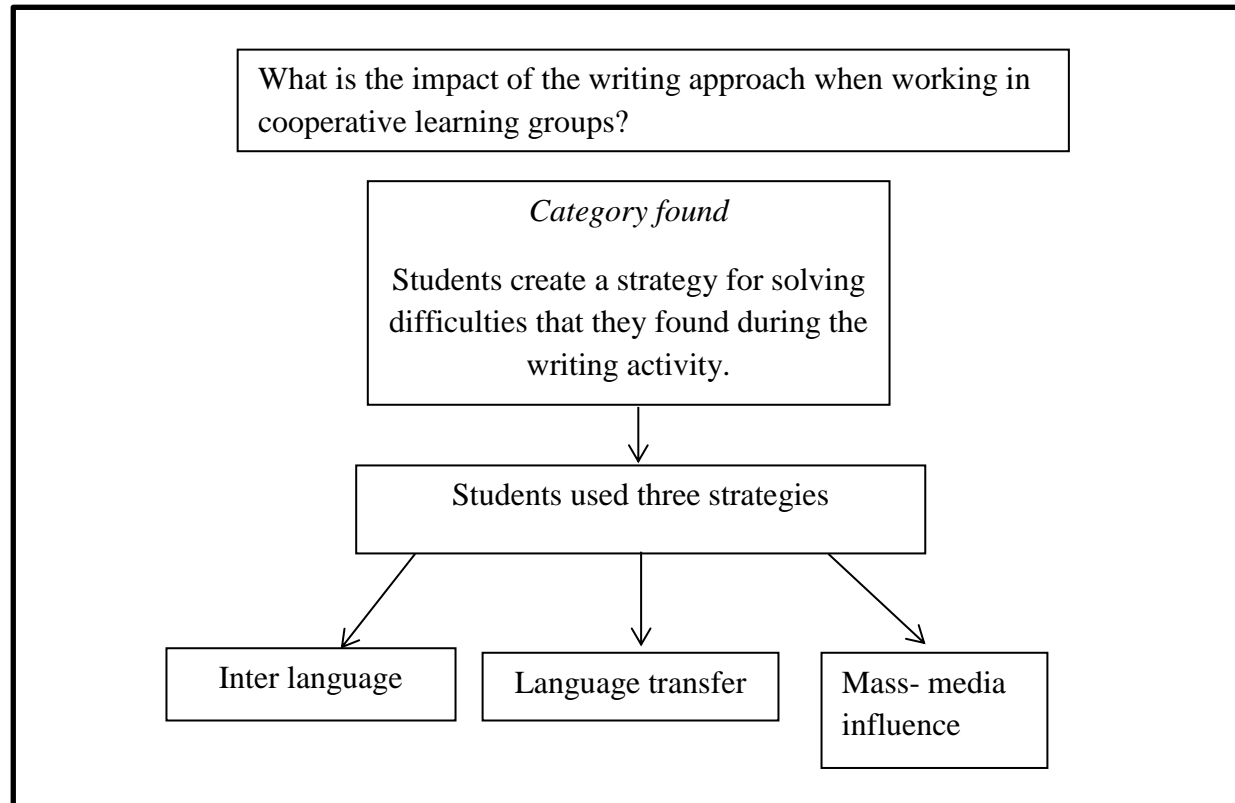 What is the impact of the writing approach when working in
cooperative learning groups?
Category found
Students create a strategy for solving
difficulties that they found during the
writing activity.
Students used three strategies
Inter language
Language transfer
Mass- media
influence